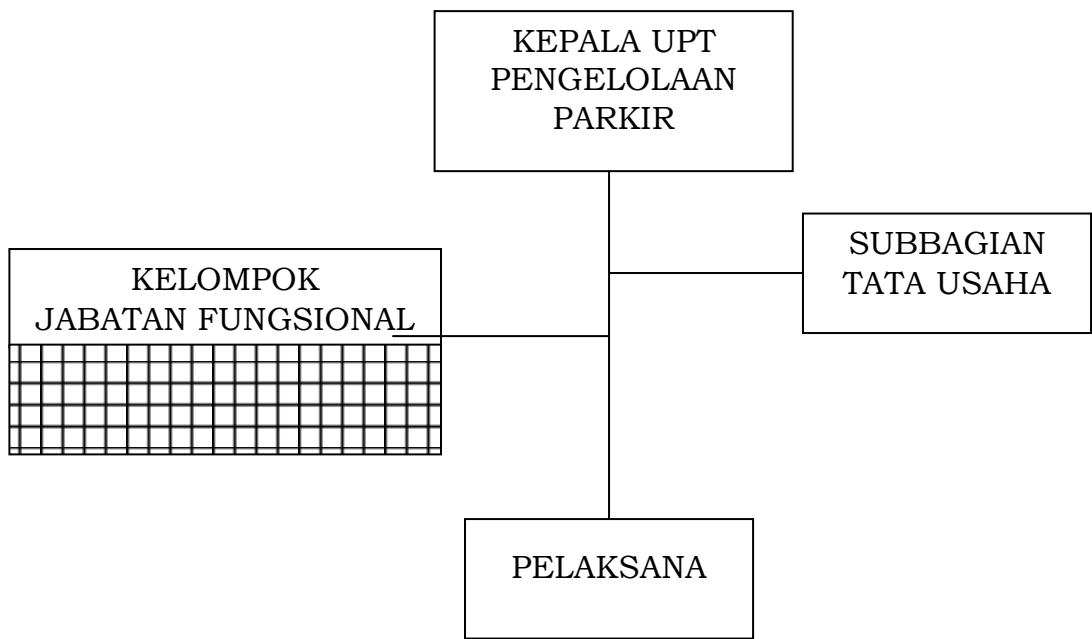 KEPALA UPT
PENGELOLAAN
PARKIR
SUBBAGIAN
TATA USAHA
KELOMPOK
JABATAN FUNGSIONAL
PELAKSANA